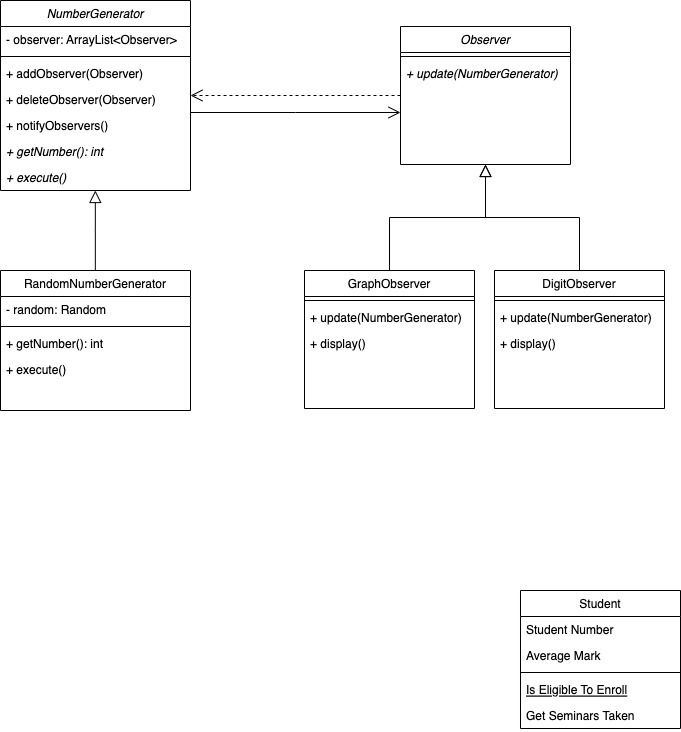 NumberGenerator
- observer: ArrayList<Observer>
+ addObserver(Observer)
+ deleteObserver(Observer)
+ notifyObservers()
+ getNumber(): int
+ execute()
Observer
+ update(NumberGenerator)
RandomNumberGenerator
- random: Random
+ getNumber(): int
+ execute()
GraphObserver
+ update(NumberGenerator)
+ display()
DigitObserver
+ update(NumberGenerator)
+ display()
Student
Student Number
Average Mark
Is Eligible To Enroll
Get Seminars Taken